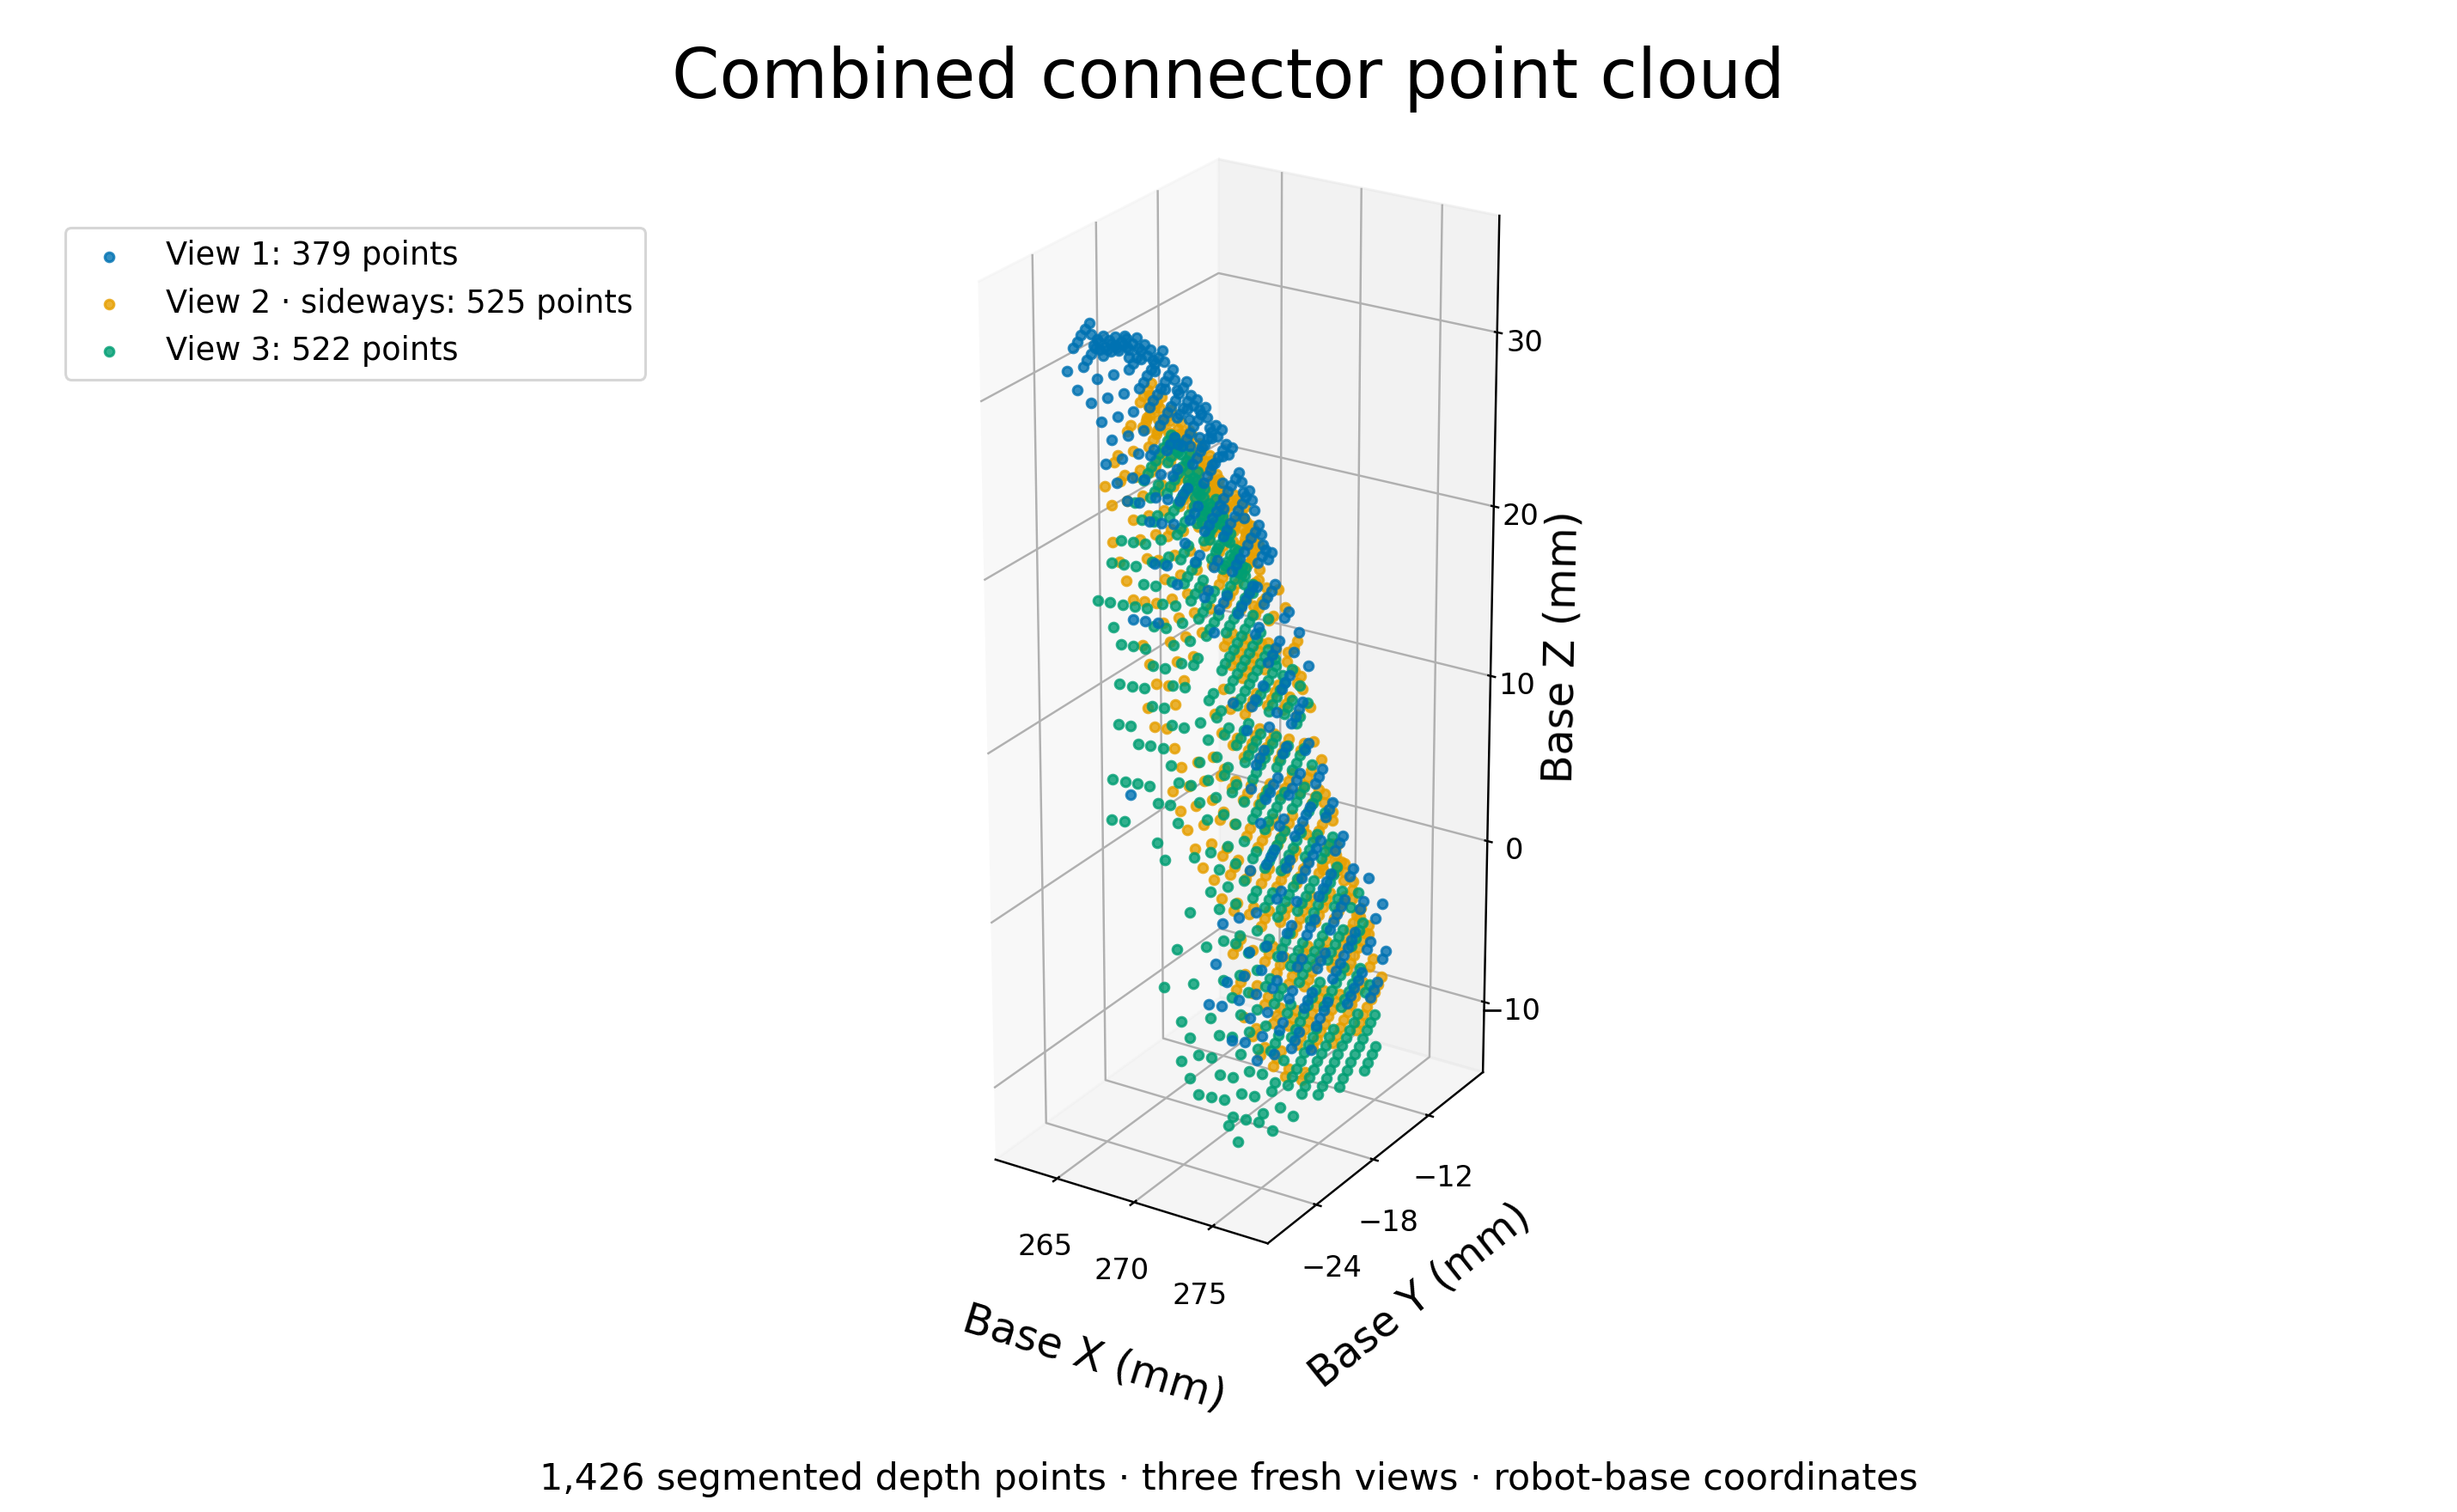 Combined connector point cloud
View 1: 379 points
View 2 · sideways: 525 points
View 3: 522 points
30
20
10
0
−10
Base Z (mm)
−12
−18
−24
Base Y (mm)
265
270
275
Base X (mm)
1,426 segmented depth points · three fresh views · robot-base coordinates